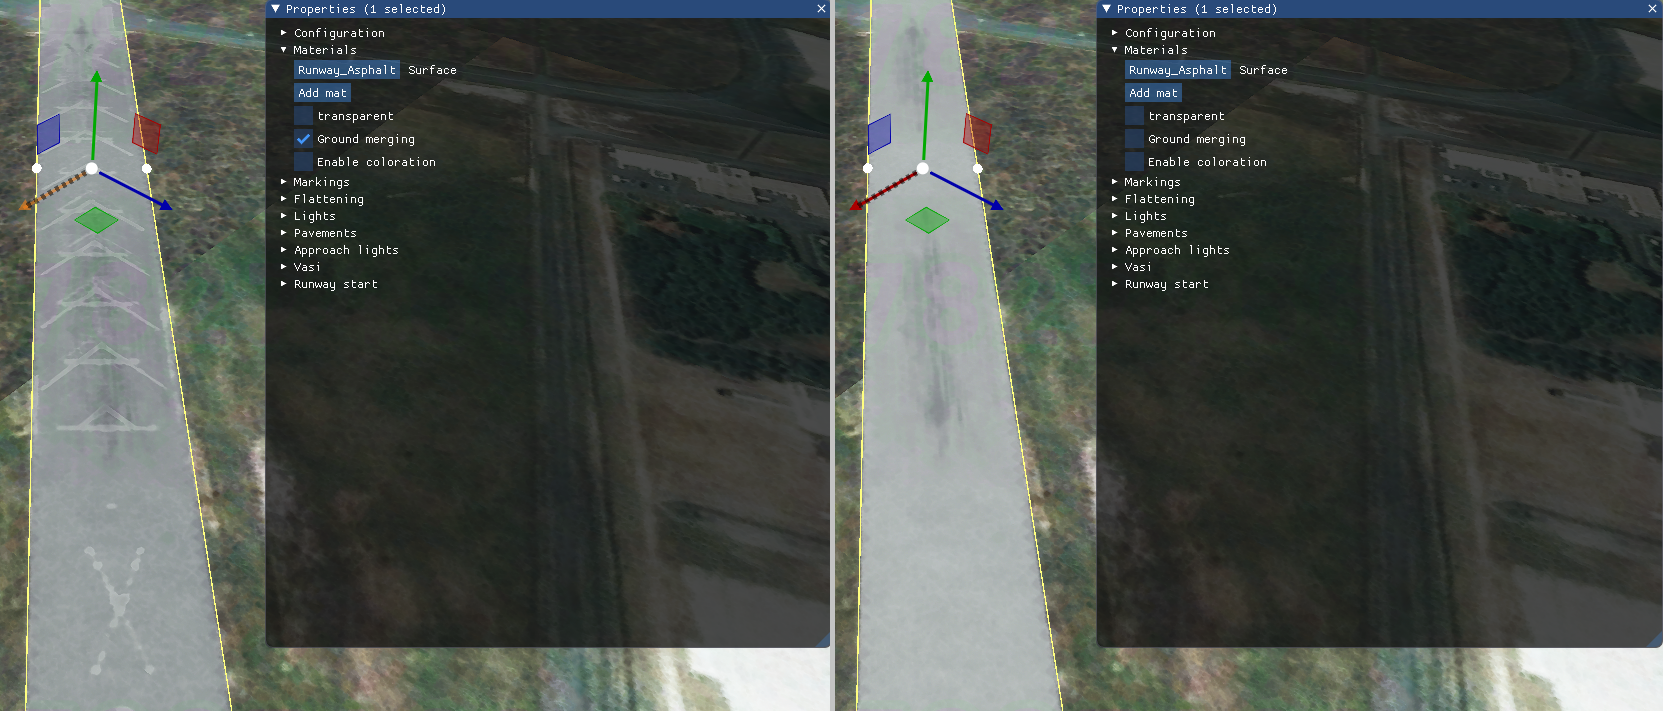 Properties (1 selected)
Configuration
Materials
Runway_Asphalt Surface
Add mat
transparent
Ground merging
Enable coloration
Markings
Flattening
Lights
Pavements
Approach lights
Vasi
Runway start
Properties (1 selected)
Configuration
Materials
Runway_Asphalt Surface
Add mat
transparent
Ground merging
Enable coloration
Markings
Flattening
Lights
Pavements
Approach lights
Vasi
Runway start